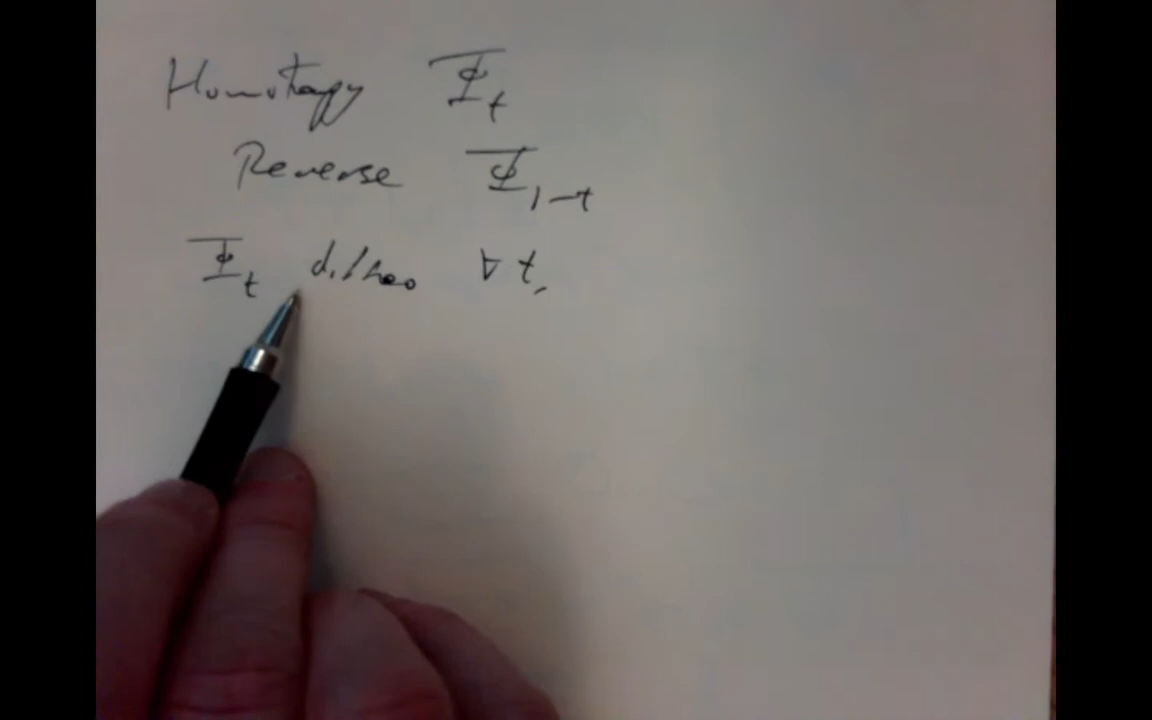 Homotopy Φ_t
Reverse Φ_{1-t}
Φ_t diffeo ∀ t,